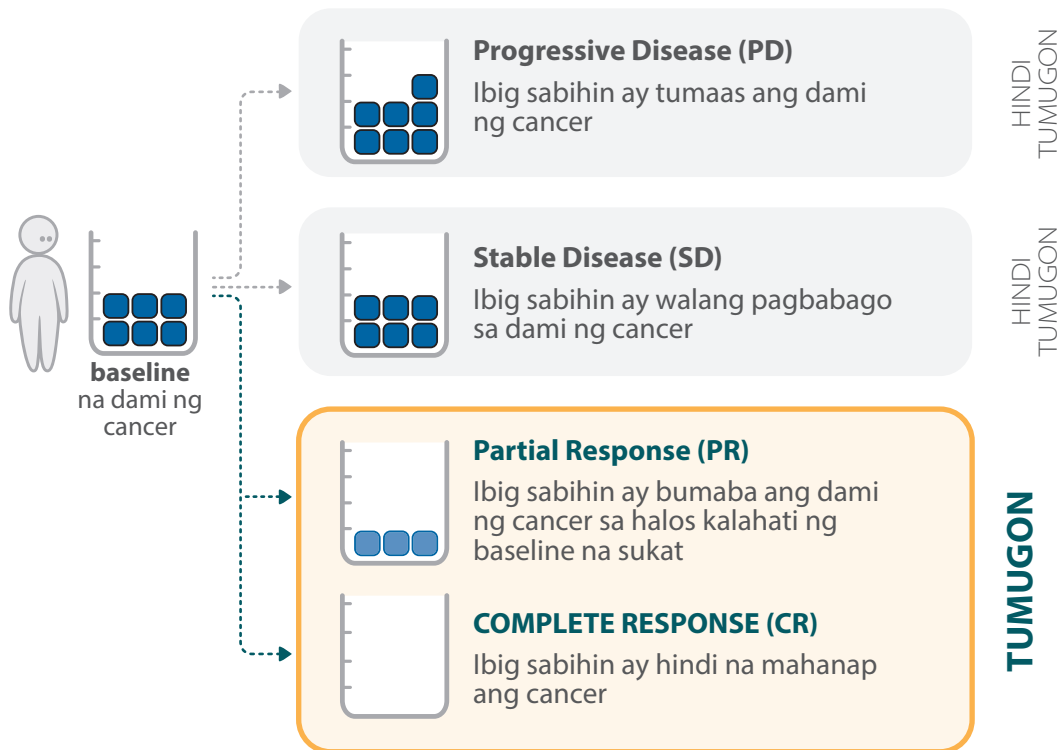 Progressive Disease (PD)
Ibig sabihin ay tumaas ang dami
ng cancer
HINDI
TUMUGON
baseline
na dami ng
cancer
Stable Disease (SD)
Ibig sabihin ay walang pagbabago
sa dami ng cancer
HINDI
TUMUGON
Partial Response (PR)
Ibig sabihin ay bumaba ang dami
ng cancer sa halos kalahati ng
baseline na sukat
COMPLETE RESPONSE (CR)
Ibig sabihin ay hindi na mahanap
ang cancer
TUMUGON